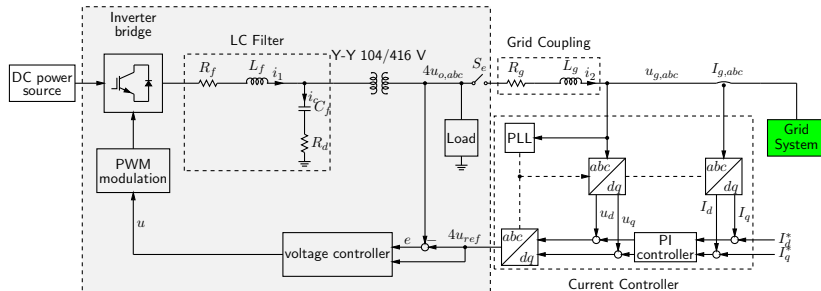 Inverter
bridge
LC Filter
Y-Y 104/416 V
Grid Coupling
R_f
L_f
i_1
4u_{o,abc}
S_e
R_g
L_g
i_2
u_{g,abc}
I_{g,abc}
DC power
source
i_c
C_f
R_d
Load
PLL
Grid
System
abc
dq
abc
dq
PWM
modulation
u_d
u_q
I_d
I_q
u
voltage controller
e
−
4u_{ref}
abc
dq
PI
controller
I_d^*
I_q^*
Current Controller